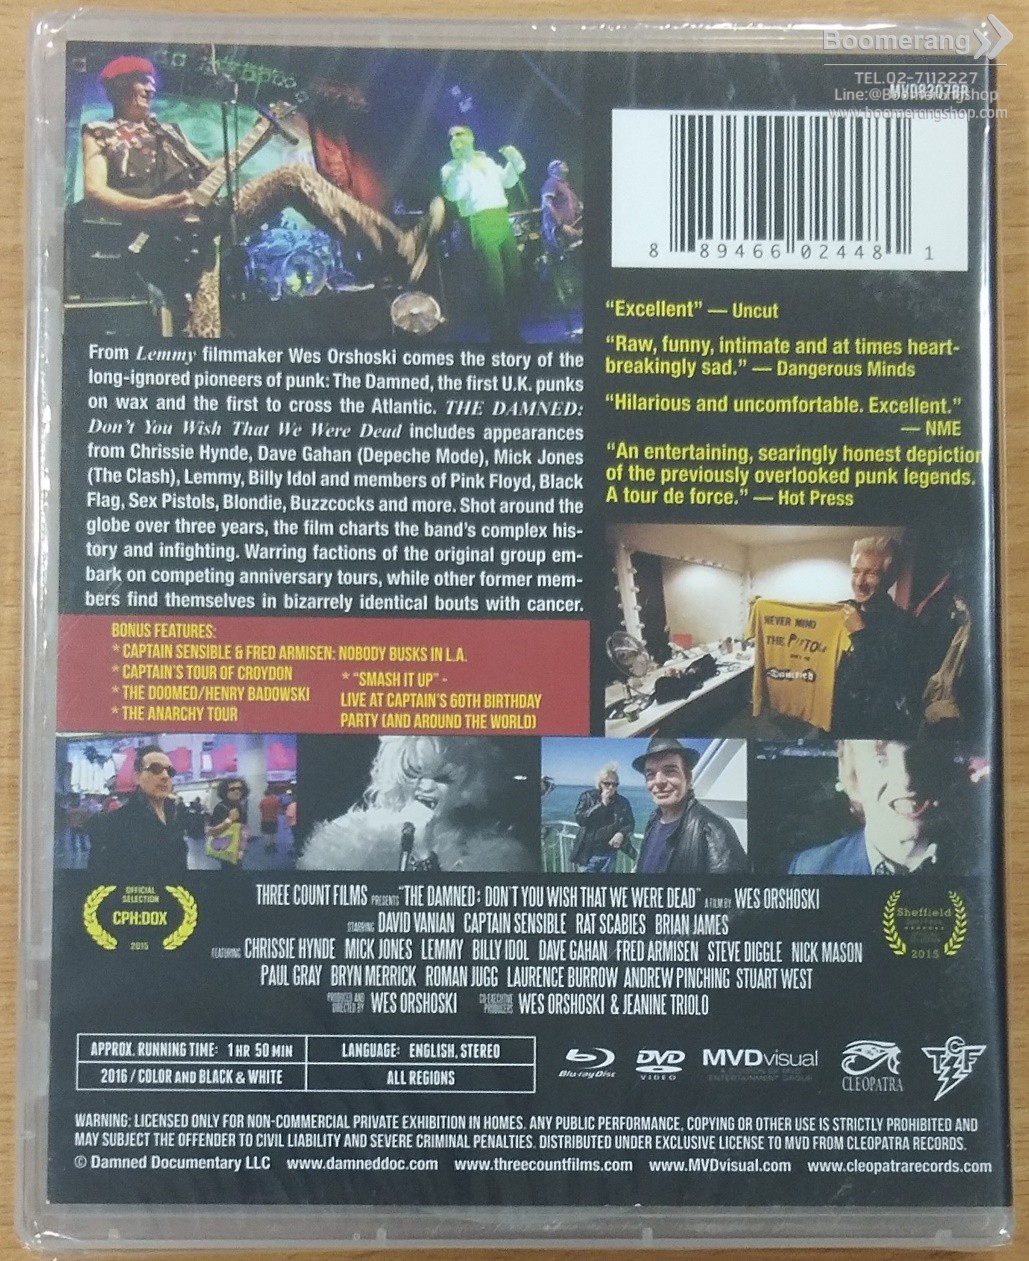 Boomerang
TEL.02-7112227
MVD8307BR
Line:@Boomerangshop
www.boomerangshop.com
8 89466 02448 1
“Excellent” — Uncut
“Raw, funny, intimate and at times heart-
breakingly sad.” — Dangerous Minds
“Hilarious and uncomfortable. Excellent.”
— NME
“An entertaining, searingly honest depiction
of the previously overlooked punk legends.
A tour de force.” — Hot Press
From Lemmy filmmaker Wes Orshoski comes the story of the
long-ignored pioneers of punk: The Damned, the first U.K. punks
on wax and the first to cross the Atlantic. THE DAMNED:
Don’t You Wish That We Were Dead includes appearances
from Chrissie Hynde, Dave Gahan (Depeche Mode), Mick Jones
(The Clash), Lemmy, Billy Idol and members of Pink Floyd, Black
Flag, Sex Pistols, Blondie, Buzzcocks and more. Shot around the
globe over three years, the film charts the band’s complex his-
tory and infighting. Warring factions of the original group em-
bark on competing anniversary tours, while other former mem-
bers find themselves in bizarrely identical bouts with cancer.
NEVER MIND
THE PISTOLS
Damned
BONUS FEATURES:
* CAPTAIN SENSIBLE & FRED ARMISEN: NOBODY BUSKS IN L.A.
* CAPTAIN’S TOUR OF CROYDON
* THE DOOMED/HENRY BADOWSKI
* THE ANARCHY TOUR
* “SMASH IT UP” -
LIVE AT CAPTAIN’S 60TH BIRTHDAY
PARTY (AND AROUND THE WORLD)
OFFICIAL
SELECTION
CPH:DOX
2015
THREE COUNT FILMS PRESENTS “THE DAMNED: DON’T YOU WISH THAT WE WERE DEAD” A FILM BY WES ORSHOSKI
STARRING DAVID VANIAN CAPTAIN SENSIBLE RAT SCABIES BRIAN JAMES
FEATURING CHRISSIE HYNDE MICK JONES LEMMY BILLY IDOL DAVE GAHAN FRED ARMISEN STEVE DIGGLE NICK MASON
PAUL GRAY BRYN MERRICK ROMAN JUGG LAURENCE BURROW ANDREW PINCHING STUART WEST
PRODUCED AND DIRECTED BY WES ORSHOSKI CO-EXECUTIVE PRODUCERS WES ORSHOSKI & JEANINE TRIOLO
Sheffield
2015
APPROX. RUNNING TIME: 1 HR 50 MIN
LANGUAGE: ENGLISH, STEREO
2016 / COLOR AND BLACK & WHITE
ALL REGIONS
Blu-ray Disc
DVD
VIDEO
MVDvisual
A DIVISION OF MVD
ENTERTAINMENT GROUP
CLEOPATRA
TCF
WARNING: LICENSED ONLY FOR NON-COMMERCIAL PRIVATE EXHIBITION IN HOMES. ANY PUBLIC PERFORMANCE, COPYING OR OTHER USE IS STRICTLY PROHIBITED AND
MAY SUBJECT THE OFFENDER TO CIVIL LIABILITY AND SEVERE CRIMINAL PENALTIES. DISTRIBUTED UNDER EXCLUSIVE LICENSE TO MVD FROM CLEOPATRA RECORDS.
© Damned Documentary LLC www.damneddoc.com www.threecountfilms.com www.MVDvisual.com www.cleopatrarecords.com